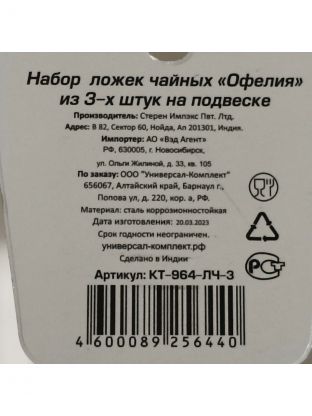 Набор ложек чайных «Офелия»
из 3-х штук на подвеске
Производитель: Стерен Импэкс Пвт. Лтд.
Адрес: В 82, Сектор 60, Нойда, Ап 201301, Индия.
Импортер: АО «Вэд Агент»
РФ, 630005, г. Новосибирск,
ул. Ольги Жилиной, д. 33, кв. 105
По заказу: ООО "Универсал-Комплект"
656067, Алтайский край, Барнаул г.,
Попова ул, д. 220, кор. а, РФ.
Материал: сталь коррозионностойкая
Дата изготовления: 20.03.2023
Срок годности неограничен.
универсал-комплект.рф
Сделано в Индии
Артикул: КТ-964-ЛЧ-3
4 600089 256440